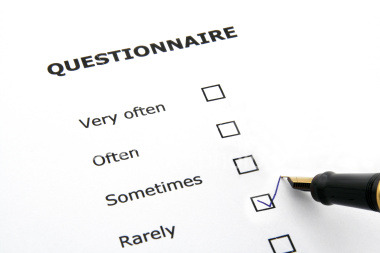 QUESTIONNAIRE
Very often
Often
Sometimes
Rarely